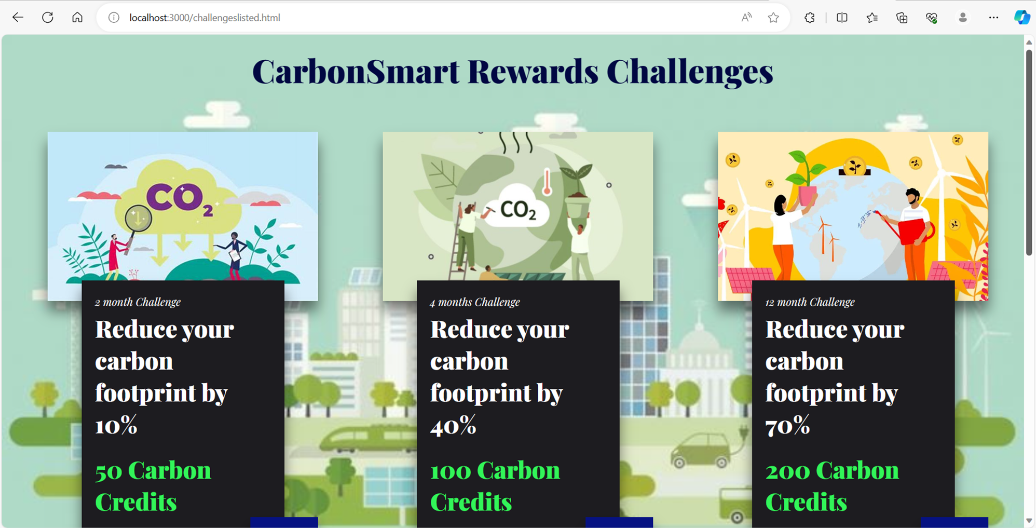 localhost:3000/challengeslisted.html
CarbonSmart Rewards Challenges
CO2
2 month Challenge
Reduce your
carbon
footprint by
10%
50 Carbon
Credits
CO2
4 months Challenge
Reduce your
carbon
footprint by
40%
100 Carbon
Credits
12 month Challenge
Reduce your
carbon
footprint by
70%
200 Carbon
Credits